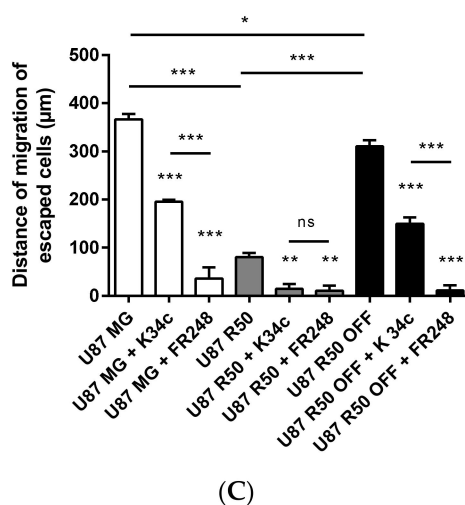 *
*** ***
500
400
300
200
100
0
Distance of migration of
escaped cells (µm)
***
***
***
ns
**
**
***
***
***
U87 MG
U87 MG + K34c
U87 MG + FR248
U87 R50
U87 R50 + K34c
U87 R50 + FR248
U87 R50 OFF
U87 R50 OFF + K 34c
U87 R50 OFF + FR248
(C)